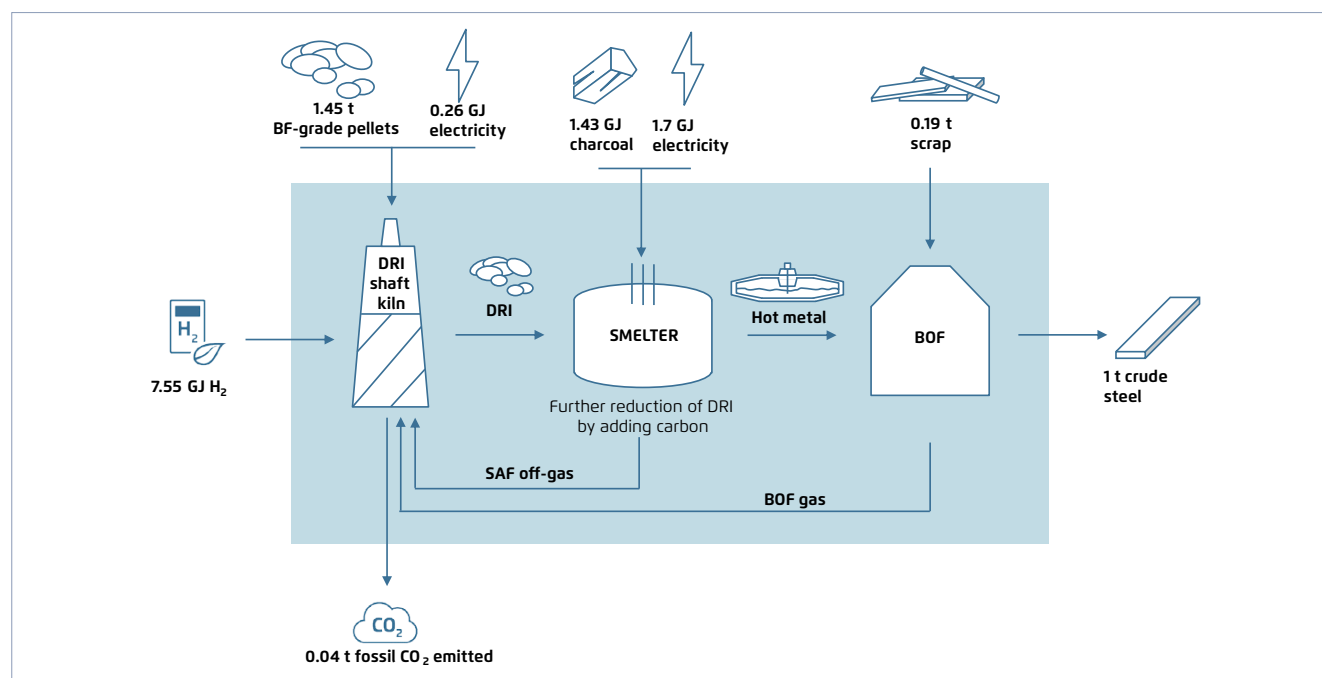 1.45 t
BF-grade pellets
0.26 GJ
electricity
1.43 GJ
charcoal
1.7 GJ
electricity
0.19 t
scrap
DRI
shaft
kiln
DRI
SMELTER
Hot metal
BOF
H₂
7.55 GJ H₂
1 t crude
steel
Further reduction of DRI
by adding carbon
SAF off-gas
BOF gas
CO₂
0.04 t fossil CO₂ emitted